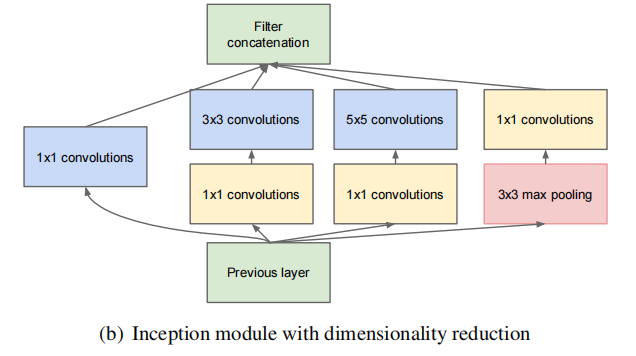 Filter
concatenation
3x3 convolutions
5x5 convolutions
1x1 convolutions
1x1 convolutions
1x1 convolutions
1x1 convolutions
3x3 max pooling
Previous layer
(b) Inception module with dimensionality reduction